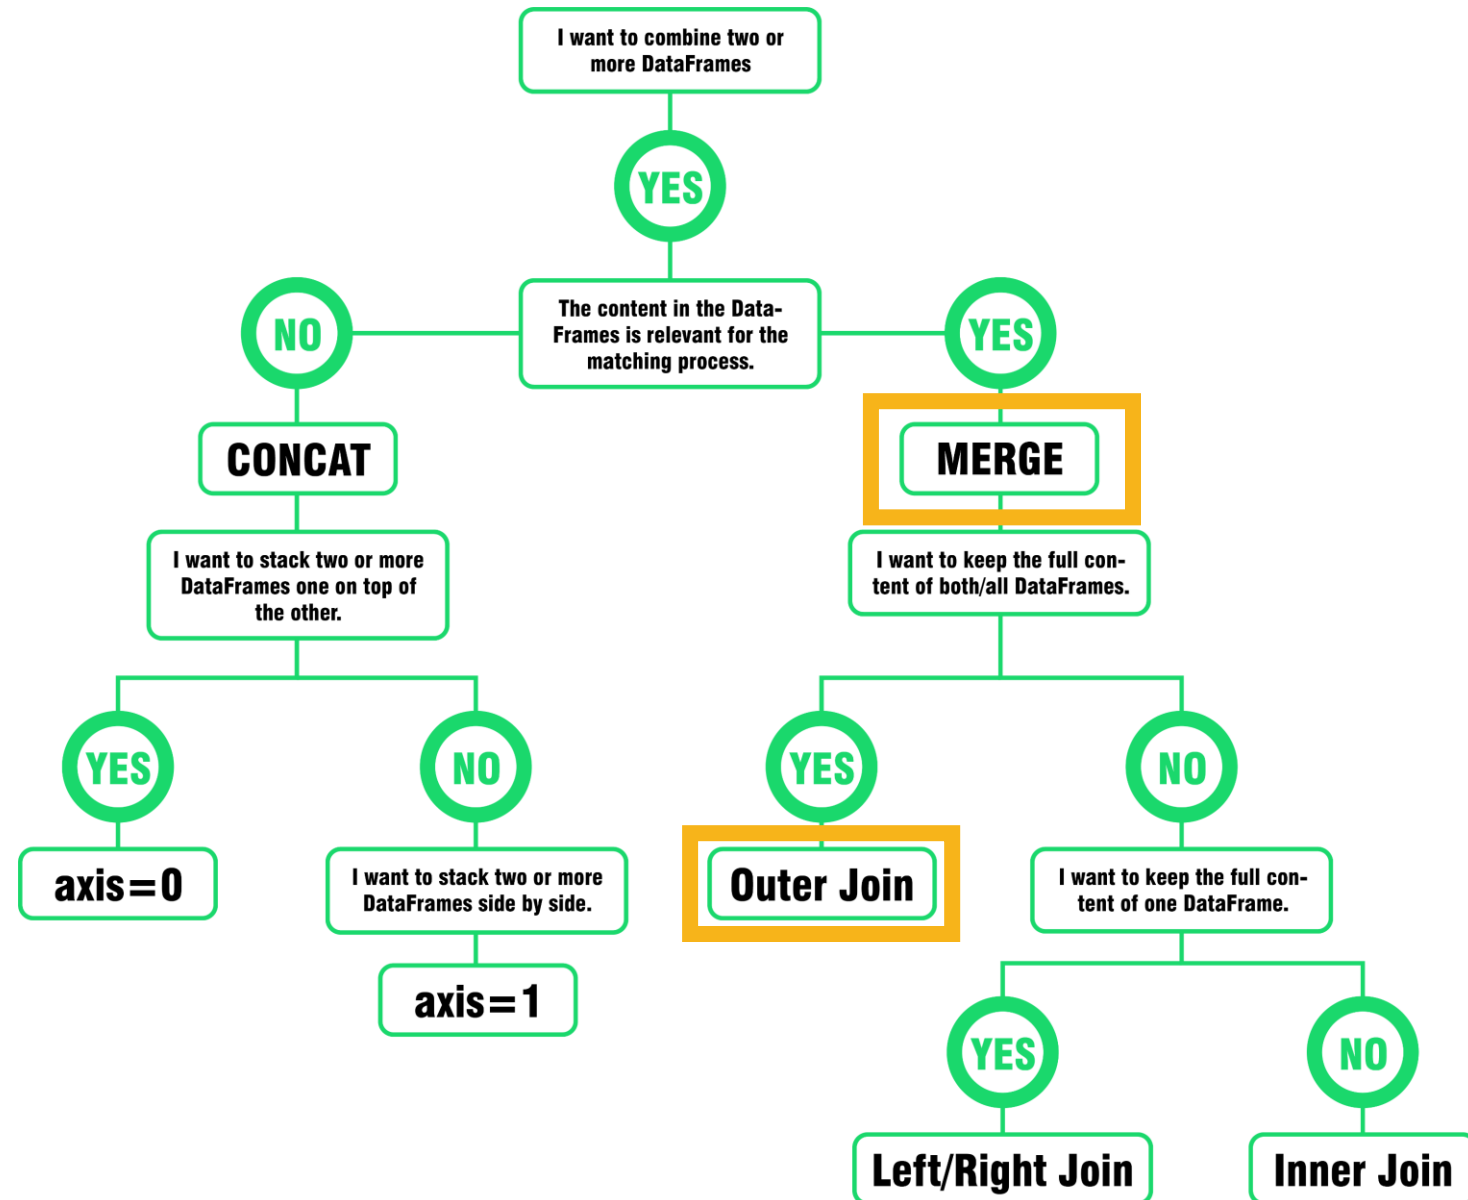 I want to combine two or
more DataFrames
YES
The content in the Data-
Frames is relevant for the
matching process.
NO
YES
CONCAT
MERGE
I want to stack two or more
DataFrames one on top of
the other.
I want to keep the full con-
tent of both/all DataFrames.
YES
NO
YES
NO
axis=0
I want to stack two or more
DataFrames side by side.
Outer Join
I want to keep the full con-
tent of one DataFrame.
axis=1
YES
NO
Left/Right Join
Inner Join